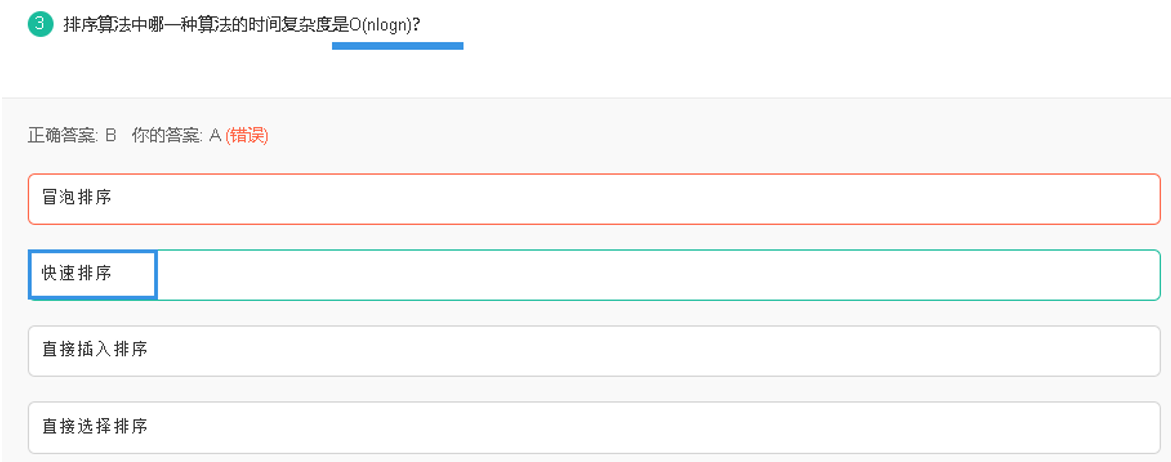 3 排序算法中哪一种算法的时间复杂度是O(nlogn)?
正确答案: B 你的答案: A (错误)
冒泡排序
快速排序
直接插入排序
直接选择排序